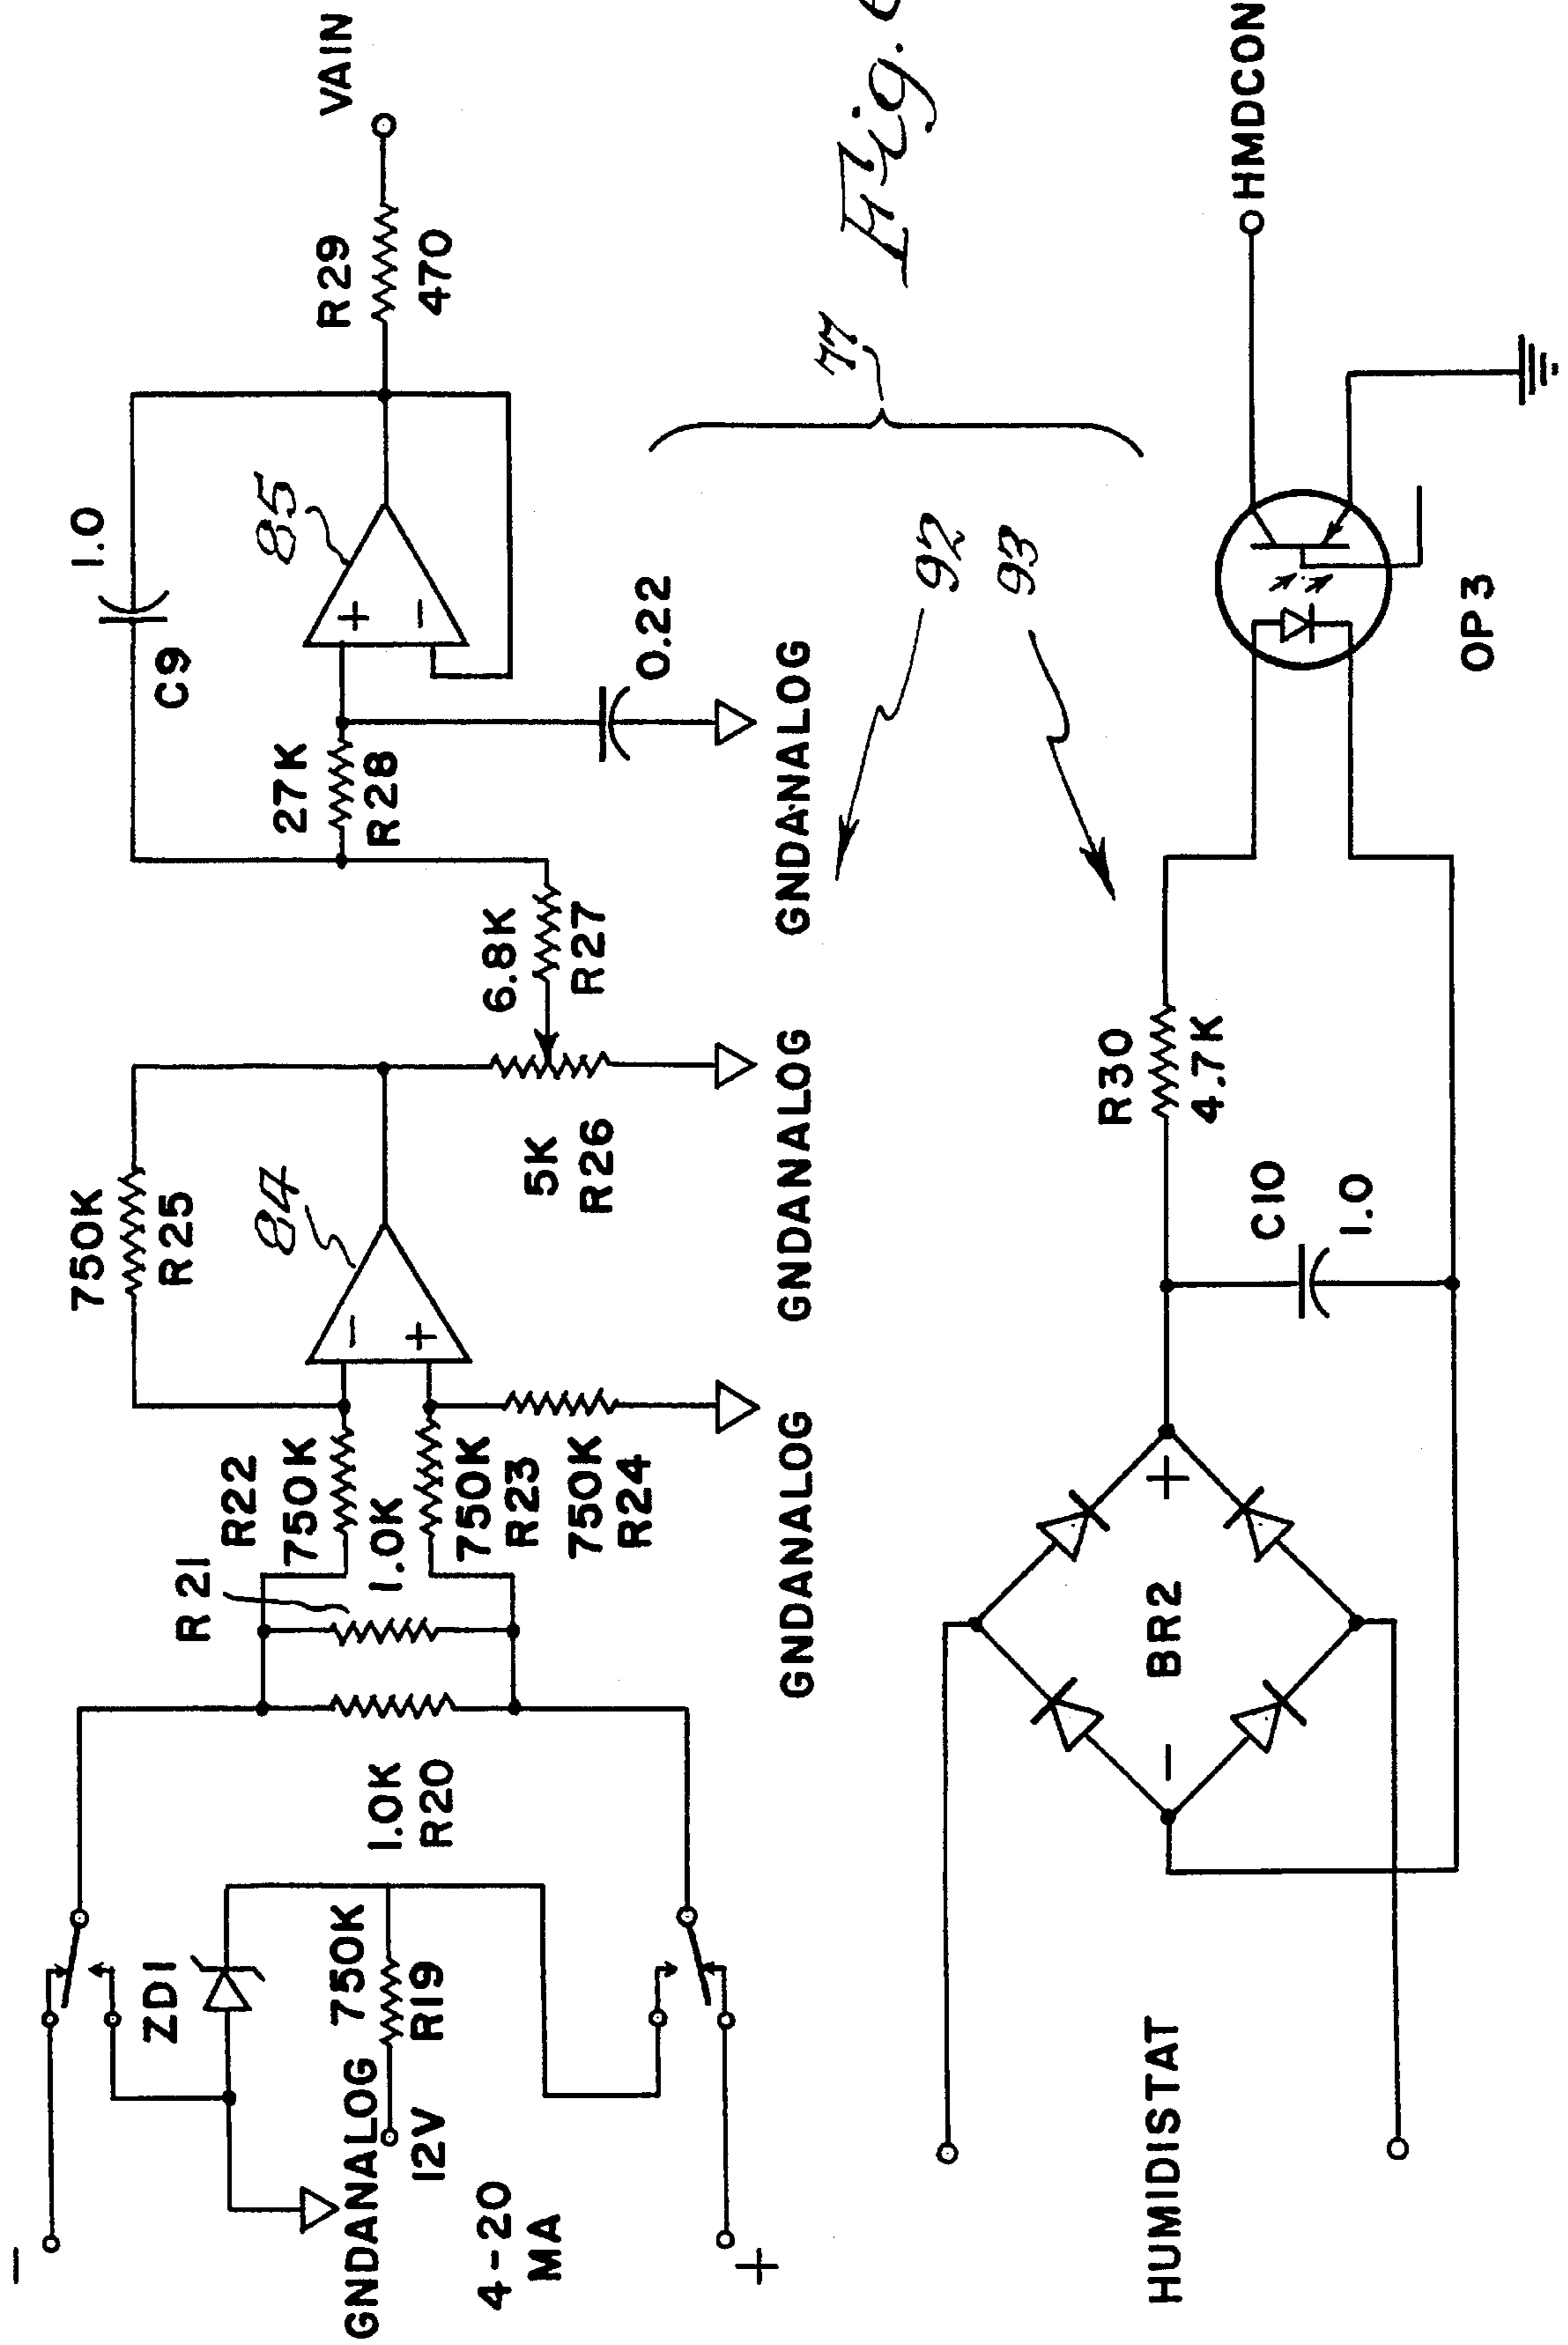 –
+
4-20
MA
GNDANALOG
12V
ZD1
750K
R19
1.0K
R20
R21
1.0K
R22
750K
750K
R23
750K
R24
GNDANALOG
–
+
84
750K
R25
5K
R26
GNDANALOG
6.8K
R27
27K
R28
C9
1.0
+
–
85
0.22
GNDANALOG
R29
470
VAIN
92
93
77
Fig.
HUMIDISTAT
BR2
–
+
C10
1.0
R30
4.7K
OP3
HMDCON